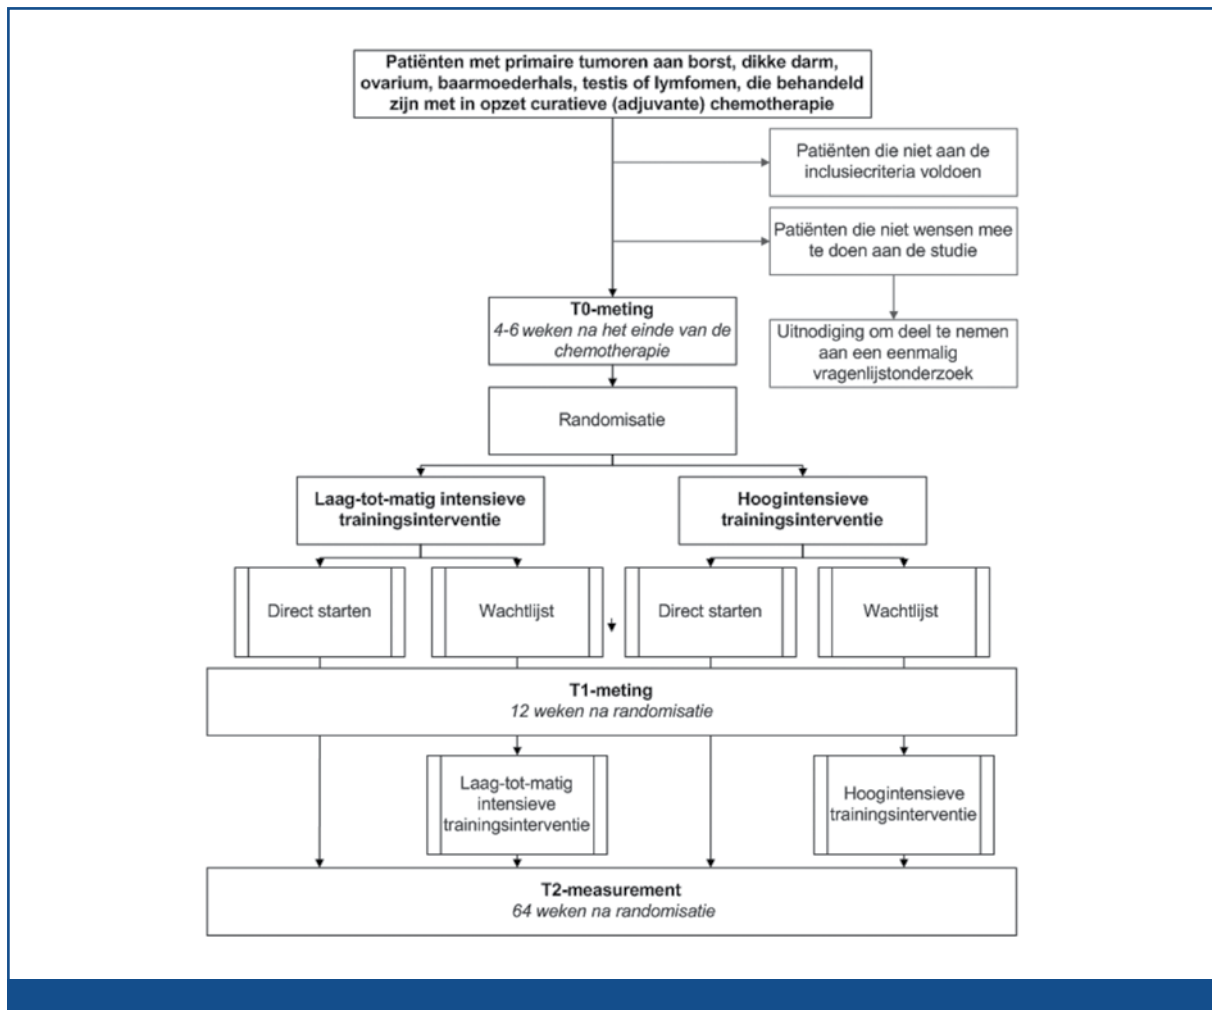 Patiënten met primaire tumoren aan borst, dikke darm,
ovarium, baarmoederhals, testis of lymfomen, die behandeld
zijn met in opzet curatieve (adjuvante) chemotherapie
Patiënten die niet aan de
inclusiecriteria voldoen
Patiënten die niet wensen mee
te doen aan de studie
Uitnodiging om deel te nemen
aan een eenmalig
vragenlijstonderzoek
T0-meting
4-6 weken na het einde van de
chemotherapie
Randomisatie
Laag-tot-matig intensieve
trainingsinterventie
Hoogintensieve
trainingsinterventie
Direct starten
Wachtlijst
Direct starten
Wachtlijst
T1-meting
12 weken na randomisatie
Laag-tot-matig
intensieve
trainingsinterventie
Hoogintensieve
trainingsinterventie
T2-measurement
64 weken na randomisatie